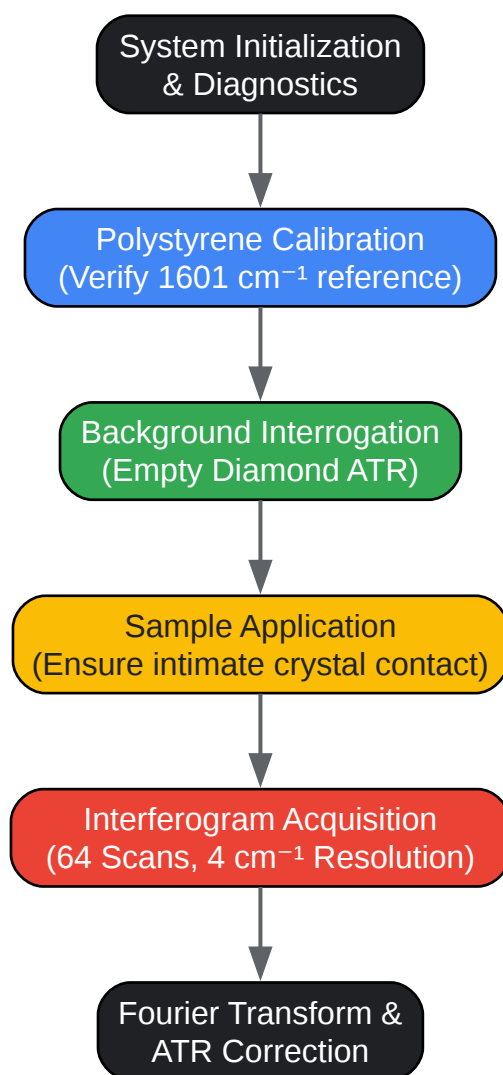 System Initialization
& Diagnostics
Polystyrene Calibration
(Verify 1601 cm⁻¹ reference)
Background Interrogation
(Empty Diamond ATR)
Sample Application
(Ensure intimate crystal contact)
Interferogram Acquisition
(64 Scans, 4 cm⁻¹ Resolution)
Fourier Transform &
ATR Correction